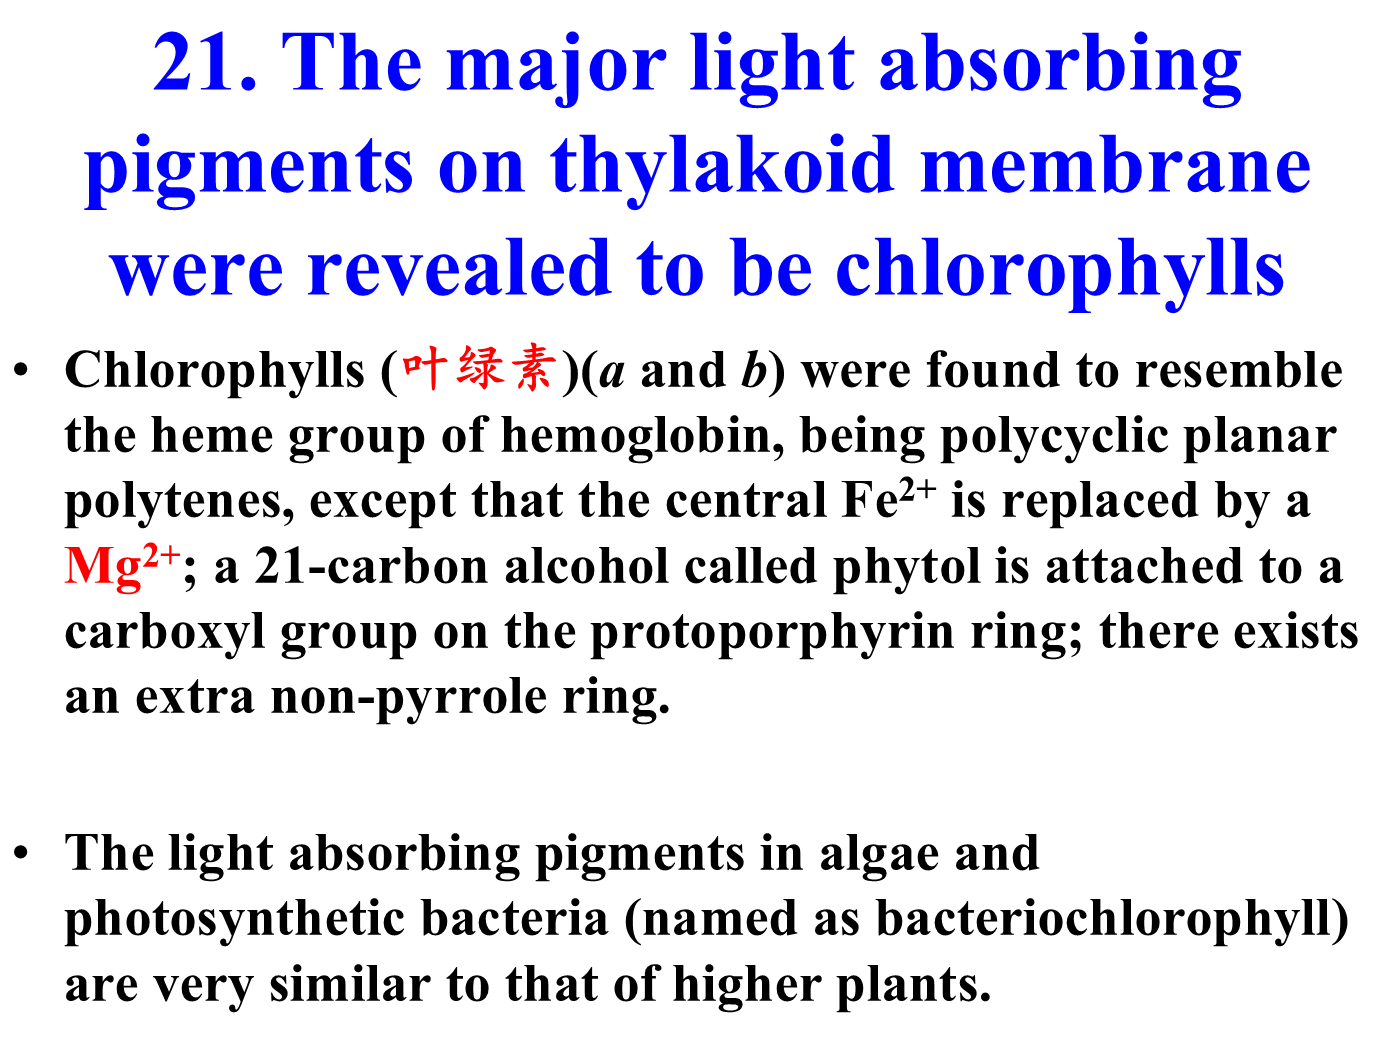 21. The major light absorbing
pigments on thylakoid membrane
were revealed to be chlorophylls
• Chlorophylls (叶绿素)(a and b) were found to resemble
the heme group of hemoglobin, being polycyclic planar
polytenes, except that the central Fe²⁺ is replaced by a
Mg²⁺; a 21-carbon alcohol called phytol is attached to a
carboxyl group on the protoporphyrin ring; there exists
an extra non-pyrrole ring.
• The light absorbing pigments in algae and
photosynthetic bacteria (named as bacteriochlorophyll)
are very similar to that of higher plants.